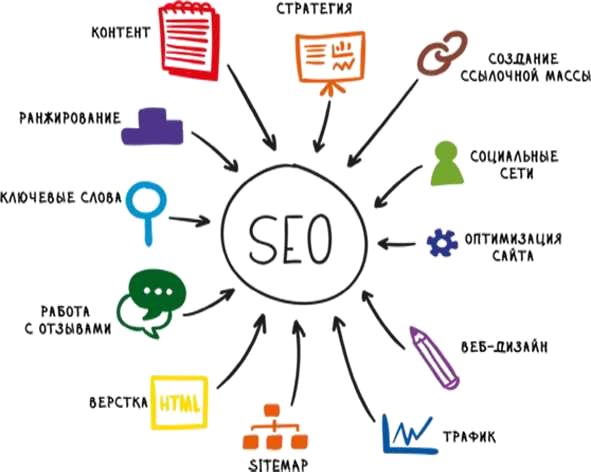 СТРАТЕГИЯ
КОНТЕНТ
СОЗДАНИЕ
ССЫЛОЧНОЙ МАССЫ
РАНЖИРОВАНИЕ
СОЦИАЛЬНЫЕ
СЕТИ
КЛЮЧЕВЫЕ СЛОВА
SEO
ОПТИМИЗАЦИЯ
САЙТА
РАБОТА
С ОТЗЫВАМИ
ВЕБ-ДИЗАЙН
ВЕРСТКА
HTML
ТРАФИК
SITEMAP